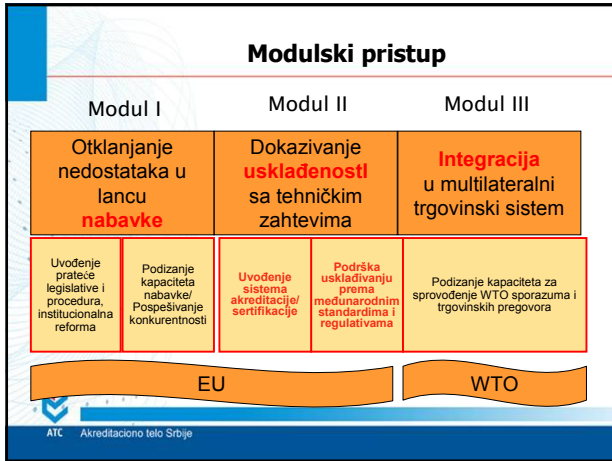 Modulski pristup
Modul I
Modul II
Modul III
Otklanjanje
nedostataka u
lancu
nabavke
Dokazivanje
usklađenostI
sa tehničkim
zahtevima
Integracija
u multilateralni
trgovinski sistem
Uvođenje
prateće
legislative i
procedura,
institucionalna
reforma
Podizanje
kapaciteta
nabavke/
Pospešivanje
konkurentnosti
Uvođenje
sistema
akreditacije/
sertifikacije
Podrška
usklađivanju
prema
međunarodnim
standardima i
regulativama
Podizanje kapaciteta za
sprovođenje WTO sporazuma i
trgovinskih pregovora
EU
WTO
ATC Akreditaciono telo Srbije